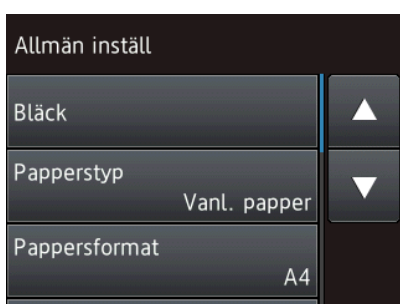 Allmän inställ
Bläck
Papperstyp
Vanl. papper
Pappersformat
A4